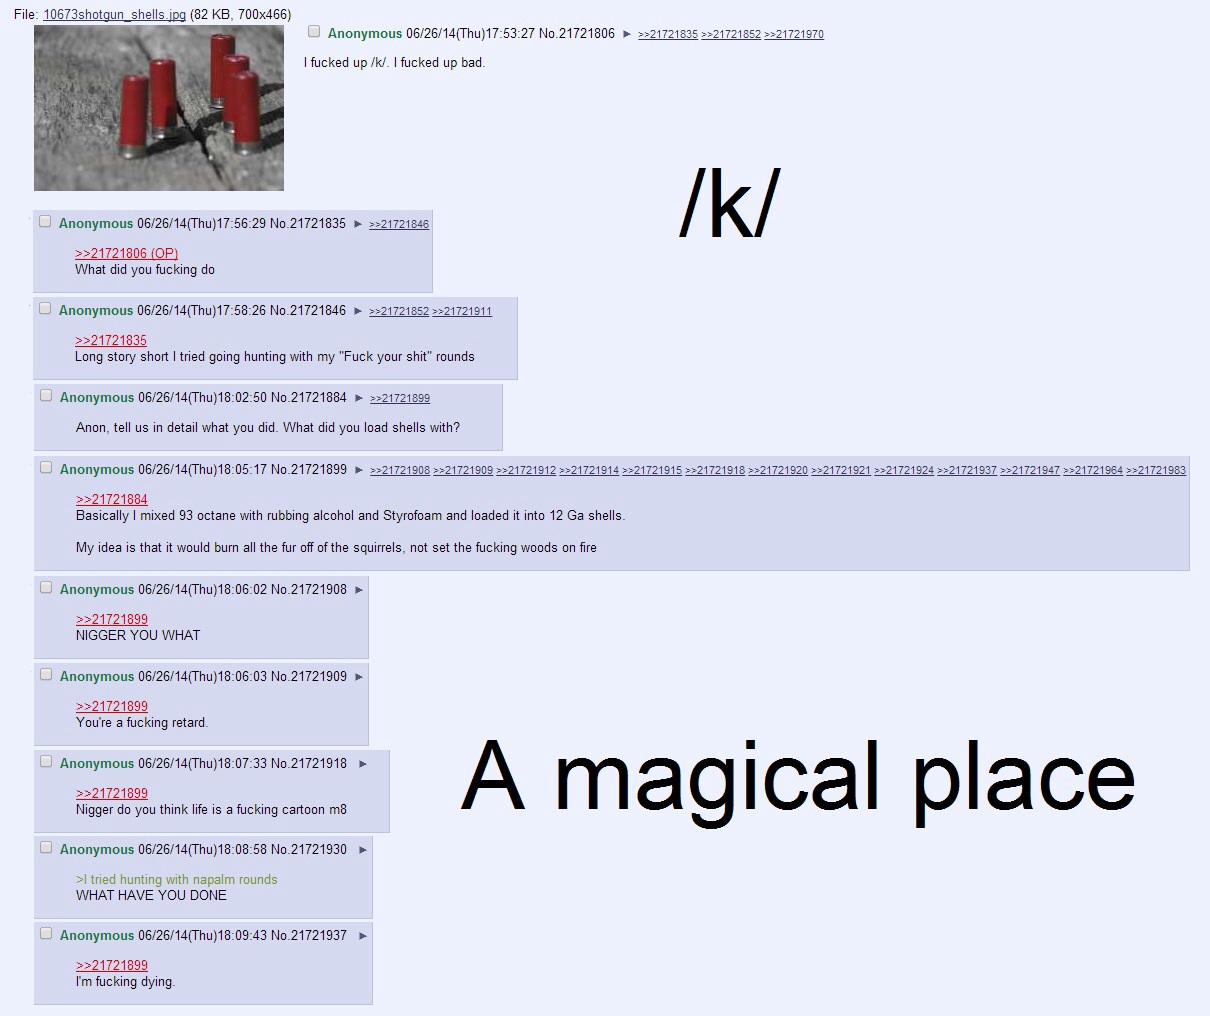 File: 10673shotgun_shells.jpg (82 KB, 700x466)
Anonymous 06/26/14(Thu)17:53:27 No.21721806 ▶ >>21721835 >>21721852 >>21721970
I fucked up /k/. I fucked up bad.
/k/
Anonymous 06/26/14(Thu)17:56:29 No.21721835 ▶ >>21721846
>>21721806 (OP)
What did you fucking do
Anonymous 06/26/14(Thu)17:58:26 No.21721846 ▶ >>21721852 >>21721911
>>21721835
Long story short I tried going hunting with my "Fuck your shit" rounds
Anonymous 06/26/14(Thu)18:02:50 No.21721884 ▶ >>21721899
Anon, tell us in detail what you did. What did you load shells with?
Anonymous 06/26/14(Thu)18:05:17 No.21721899 ▶ >>21721908 >>21721909 >>21721912 >>21721914 >>21721915 >>21721918 >>21721920 >>21721921 >>21721924 >>21721937 >>21721947 >>21721964 >>21721983
>>21721884
Basically I mixed 93 octane with rubbing alcohol and Styrofoam and loaded it into 12 Ga shells.
My idea is that it would burn all the fur off of the squirrels, not set the fucking woods on fire
Anonymous 06/26/14(Thu)18:06:02 No.21721908 ▶
>>21721899
NIGGER YOU WHAT
Anonymous 06/26/14(Thu)18:06:03 No.21721909 ▶
>>21721899
You're a fucking retard.
Anonymous 06/26/14(Thu)18:07:33 No.21721918 ▶
>>21721899
Nigger do you think life is a fucking cartoon m8
A magical place
Anonymous 06/26/14(Thu)18:08:58 No.21721930 ▶
>I tried hunting with napalm rounds
WHAT HAVE YOU DONE
Anonymous 06/26/14(Thu)18:09:43 No.21721937 ▶
>>21721899
I'm fucking dying.